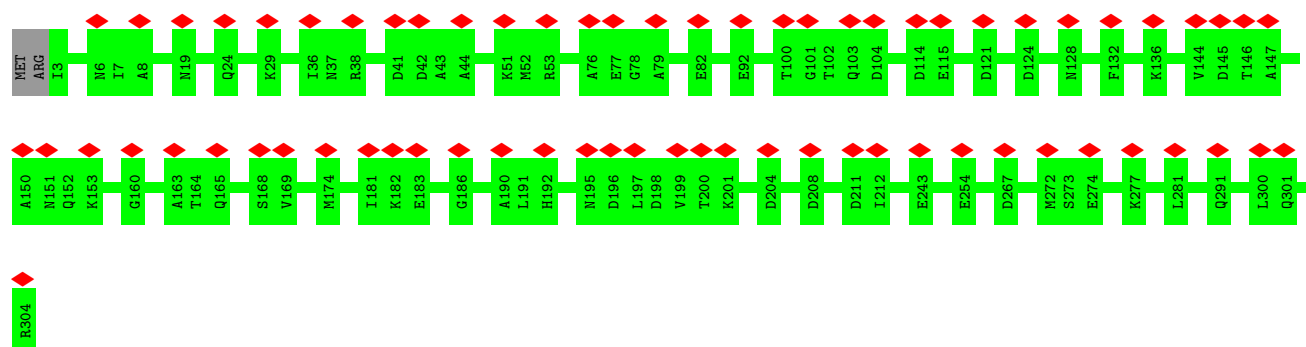 MET ARG I3 N6 I7 A8 N19 Q24 K29 I36 N37 R38 D41 D42 A43 A44 K51 M52 R53 A76 E77 G78 A79 E82 E92 T100 G101 T102 Q103 D104 D114 E115 D121 D124 N128 F132 K136 V144 D145 T146 A147
A150 N151 Q152 K153 G160 A163 T164 Q165 S168 V169 M174 I181 K182 E183 G186 A190 L191 H192 N195 D196 L197 D198 V199 T200 K201 D204 D208 D211 I212 E243 E254 D267 M272 S273 E274 K277 L281 Q291 L300 Q301
R304